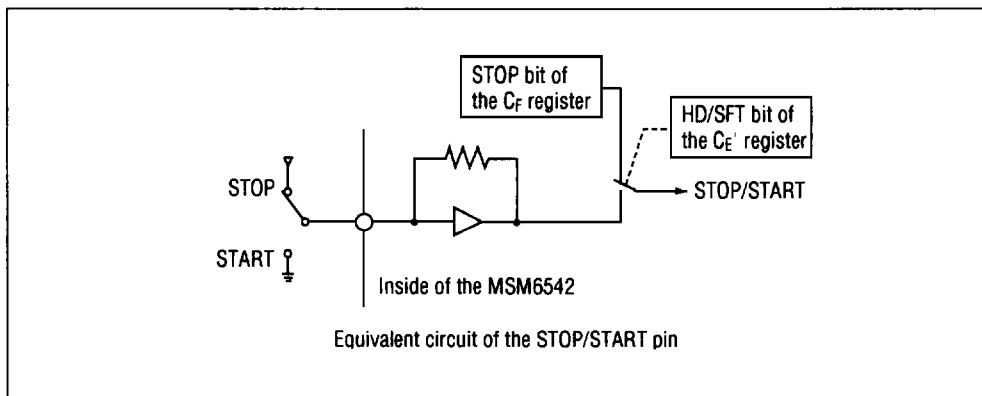 STOP bit of
the CF register
HD/SFT bit of
the CE' register
STOP
STOP/START
START
Inside of the MSM6542
Equivalent circuit of the STOP/START pin